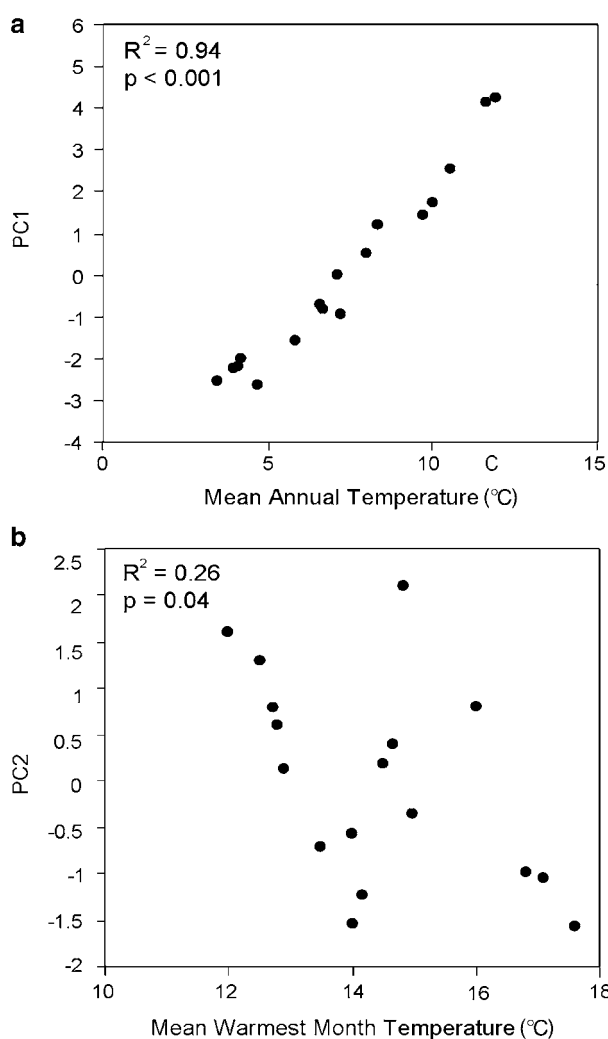 a
R² = 0.94
p < 0.001
6
5
4
3
2
1
0
-1
-2
-3
-4
PC1
0 5 10 C 15
Mean Annual Temperature (°C)
b
R² = 0.26
p = 0.04
2.5
2
1.5
1
0.5
0
-0.5
-1
-1.5
-2
PC2
10 12 14 16 18
Mean Warmest Month Temperature (°C)